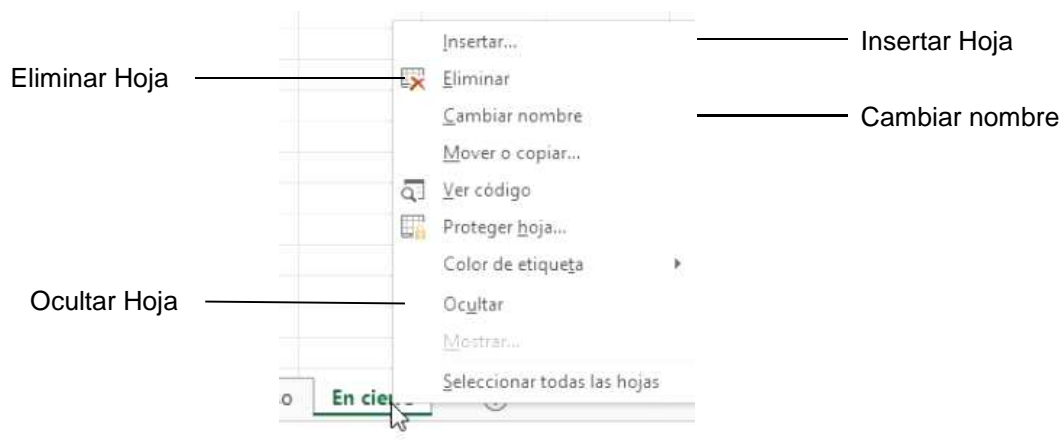 Insertar...
Insertar Hoja
Eliminar Hoja
Eliminar
Cambiar nombre
Cambiar nombre
Mover o copiar...
Ver código
Proteger hoja...
Color de etiqueta
Ocultar Hoja
Ocultar
Mostrar...
Seleccionar todas las hojas
o
En cie